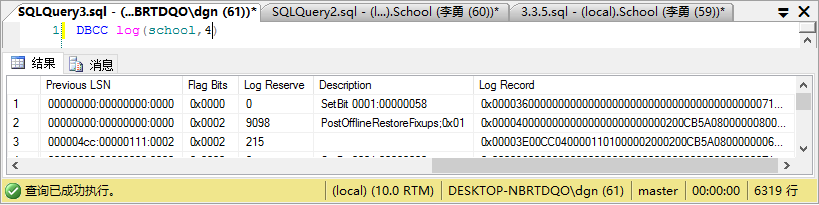 SQLQuery3.sql - (...BRTDQO\dgn (61))* SQLQuery2.sql - (l...).School (李勇 (60))* 3.3.5.sql - (local).School (李勇 (59))*
1 DBCC log(school,4)
结果 消息
Previous LSN Flag Bits Log Reserve Description Log Record
1 00000000:00000000:0000 0x0000 0 SetBit 0001:00000058 0x00003600000000000000000000000000000000000000000071...
2 00000000:00000000:0000 0x0002 9098 PostOfflineRestoreFixups;0x01 0x00004000000000000000000000000000200CB5A08000000800...
3 000004cc:00000111:0002 0x0002 215 0x00003E00CC0400001101000002000200CB5A0800000006...
查询已成功执行。 (local) (10.0 RTM) DESKTOP-NBRTDQO\dgn (61) master 00:00:00 6319 行